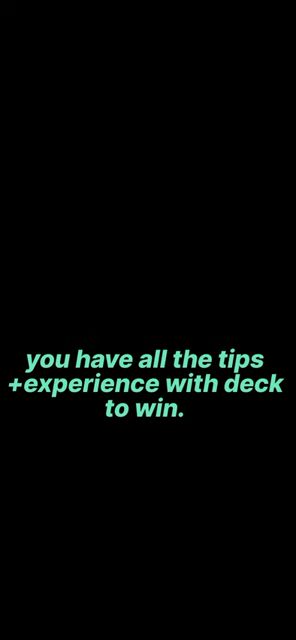 you have all the tips
+experience with deck
to win.